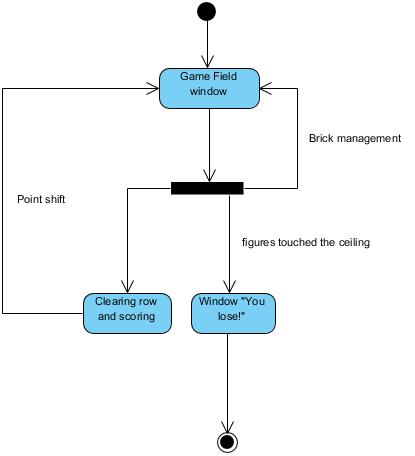 Game Field
window
Brick management
Point shift
figures touched the ceiling
Clearing row
and scoring
Window "You
lose!"